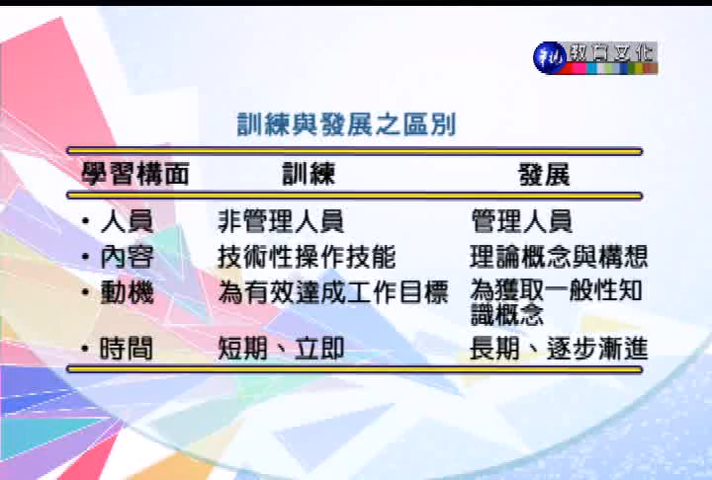 華視 教育文化
訓練與發展之區別
學習構面 訓練 發展
・人員 非管理人員 管理人員
・內容 技術性操作技能 理論概念與構想
・動機 為有效達成工作目標 為獲取一般性知
識概念
・時間 短期、立即 長期、逐步漸進